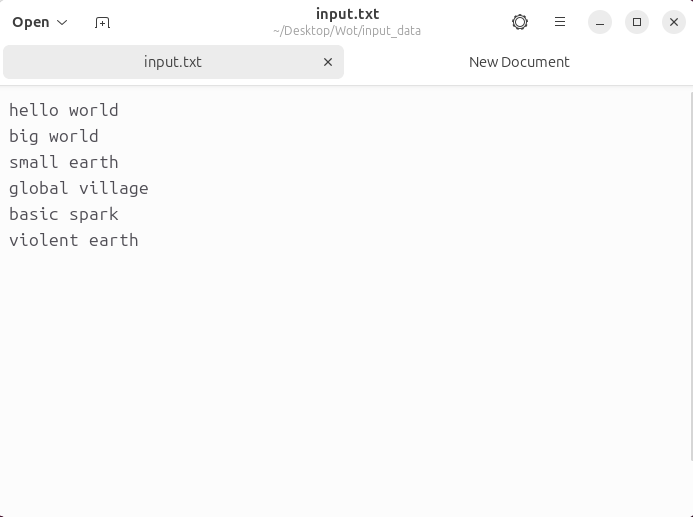 Open
input.txt
~/Desktop/Wot/input_data
input.txt
New Document
hello world
big world
small earth
global village
basic spark
violent earth